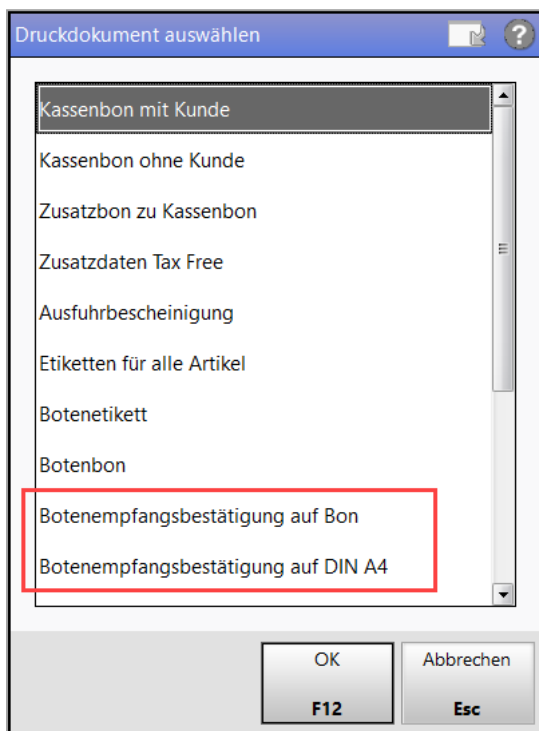 Druckdokument auswählen
?
Kassenbon mit Kunde
Kassenbon ohne Kunde
Zusatzbon zu Kassenbon
Zusatzdaten Tax Free
Ausfuhrbescheinigung
Etiketten für alle Artikel
Botenetikett
Botenbon
Botenempfangsbestätigung auf Bon
Botenempfangsbestätigung auf DIN A4
OK
Abbrechen
F12
Esc